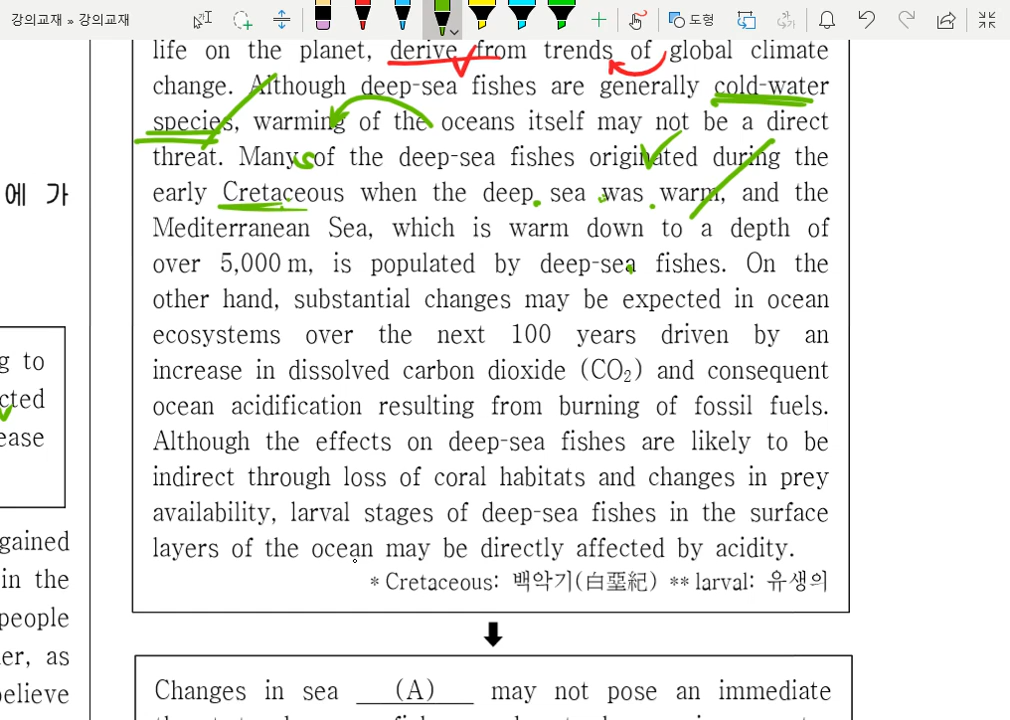 강의교재 » 강의교재
도형
life on the planet, derive from trends of global climate
change. Although deep-sea fishes are generally cold-water
species, warming of the oceans itself may not be a direct
threat. Many of the deep-sea fishes originated during the
early Cretaceous when the deep sea was warm, and the
Mediterranean Sea, which is warm down to a depth of
over 5,000 m, is populated by deep-sea fishes. On the
other hand, substantial changes may be expected in ocean
ecosystems over the next 100 years driven by an
increase in dissolved carbon dioxide (CO₂) and consequent
ocean acidification resulting from burning of fossil fuels.
Although the effects on deep-sea fishes are likely to be
indirect through loss of coral habitats and changes in prey
availability, larval stages of deep-sea fishes in the surface
layers of the ocean may be directly affected by acidity.
* Cretaceous: 백악기(白堊紀) ** larval: 유생의
Changes in sea (A) may not pose an immediate
에 가
g to
cted
ease
gained
in the
people
er, as
elieve